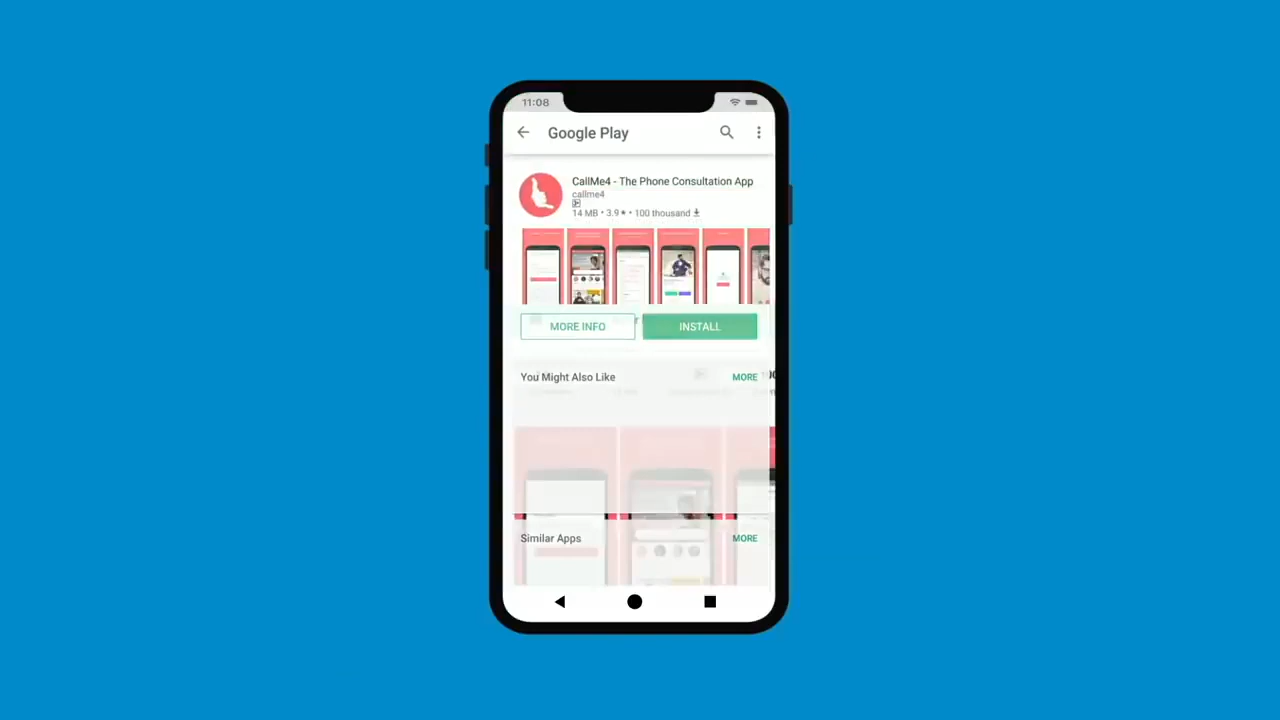 11:08
Google Play
CallMe4 - The Phone Consultation App
callme4
14 MB • 3.9 ★ • 100 thousand
MORE INFO
INSTALL
You Might Also Like
MORE
Similar Apps
MORE